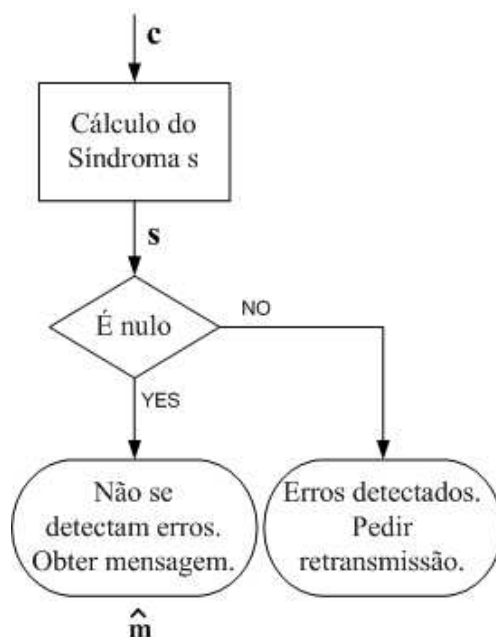 c
Cálculo do
Síndroma s
s
É nulo
NO
YES
Não se
detectam erros.
Obter mensagem.
Erros detectados.
Pedir
retransmissão.
m̂